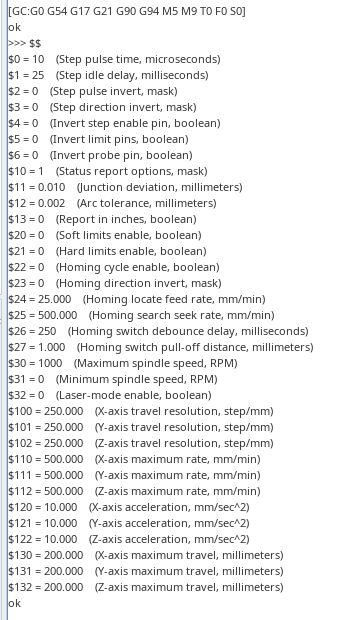 [GC:G0 G54 G17 G21 G90 G94 M5 M9 T0 F0 S0]
ok
>>> $$
$0 = 10    (Step pulse time, microseconds)
$1 = 25    (Step idle delay, milliseconds)
$2 = 0    (Step pulse invert, mask)
$3 = 0    (Step direction invert, mask)
$4 = 0    (Invert step enable pin, boolean)
$5 = 0    (Invert limit pins, boolean)
$6 = 0    (Invert probe pin, boolean)
$10 = 1    (Status report options, mask)
$11 = 0.010    (Junction deviation, millimeters)
$12 = 0.002    (Arc tolerance, millimeters)
$13 = 0    (Report in inches, boolean)
$20 = 0    (Soft limits enable, boolean)
$21 = 0    (Hard limits enable, boolean)
$22 = 0    (Homing cycle enable, boolean)
$23 = 0    (Homing direction invert, mask)
$24 = 25.000    (Homing locate feed rate, mm/min)
$25 = 500.000    (Homing search seek rate, mm/min)
$26 = 250    (Homing switch debounce delay, milliseconds)
$27 = 1.000    (Homing switch pull-off distance, millimeters)
$30 = 1000    (Maximum spindle speed, RPM)
$31 = 0    (Minimum spindle speed, RPM)
$32 = 0    (Laser-mode enable, boolean)
$100 = 250.000    (X-axis travel resolution, step/mm)
$101 = 250.000    (Y-axis travel resolution, step/mm)
$102 = 250.000    (Z-axis travel resolution, step/mm)
$110 = 500.000    (X-axis maximum rate, mm/min)
$111 = 500.000    (Y-axis maximum rate, mm/min)
$112 = 500.000    (Z-axis maximum rate, mm/min)
$120 = 10.000    (X-axis acceleration, mm/sec^2)
$121 = 10.000    (Y-axis acceleration, mm/sec^2)
$122 = 10.000    (Z-axis acceleration, mm/sec^2)
$130 = 200.000    (X-axis maximum travel, millimeters)
$131 = 200.000    (Y-axis maximum travel, millimeters)
$132 = 200.000    (Z-axis maximum travel, millimeters)
ok